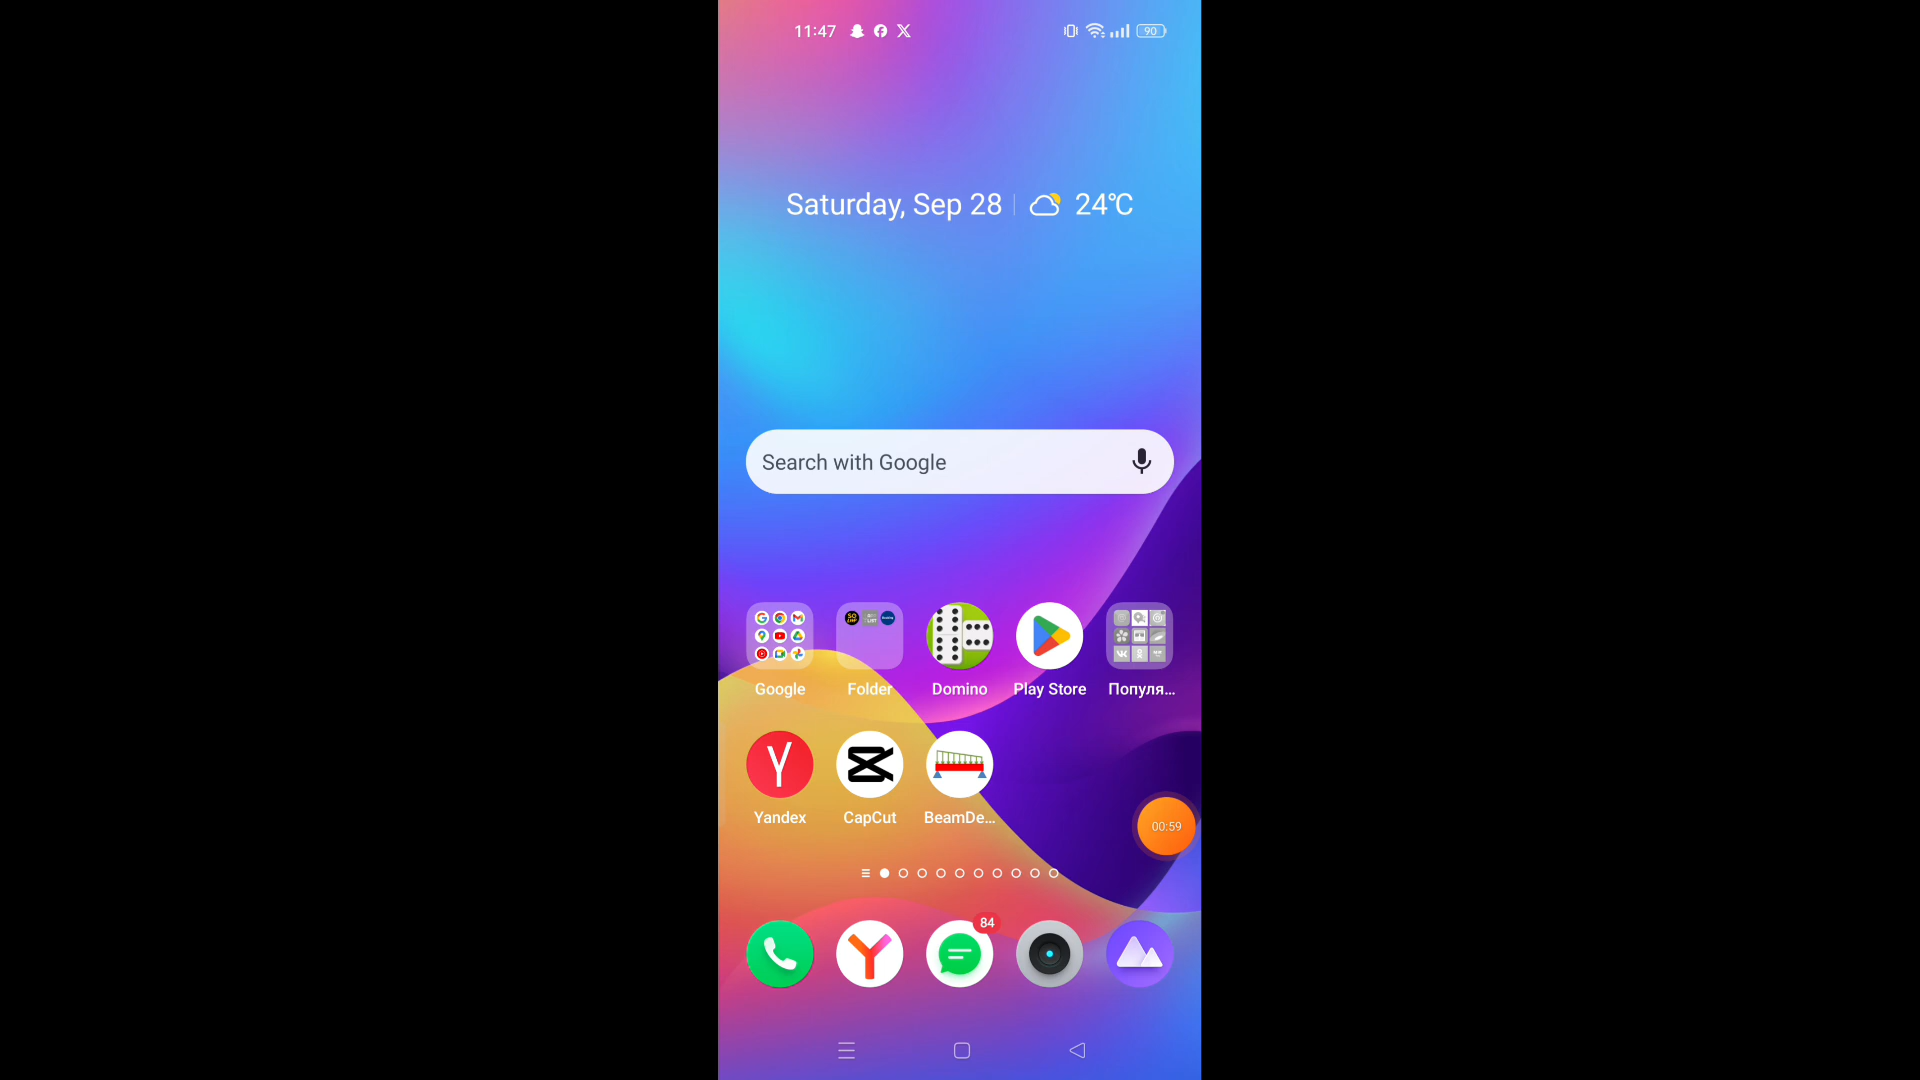 11:47
90
Saturday, Sep 28 24°C
Search with Google
Google Folder Domino Play Store Популя...
Yandex CapCut BeamDe...
00:59
84